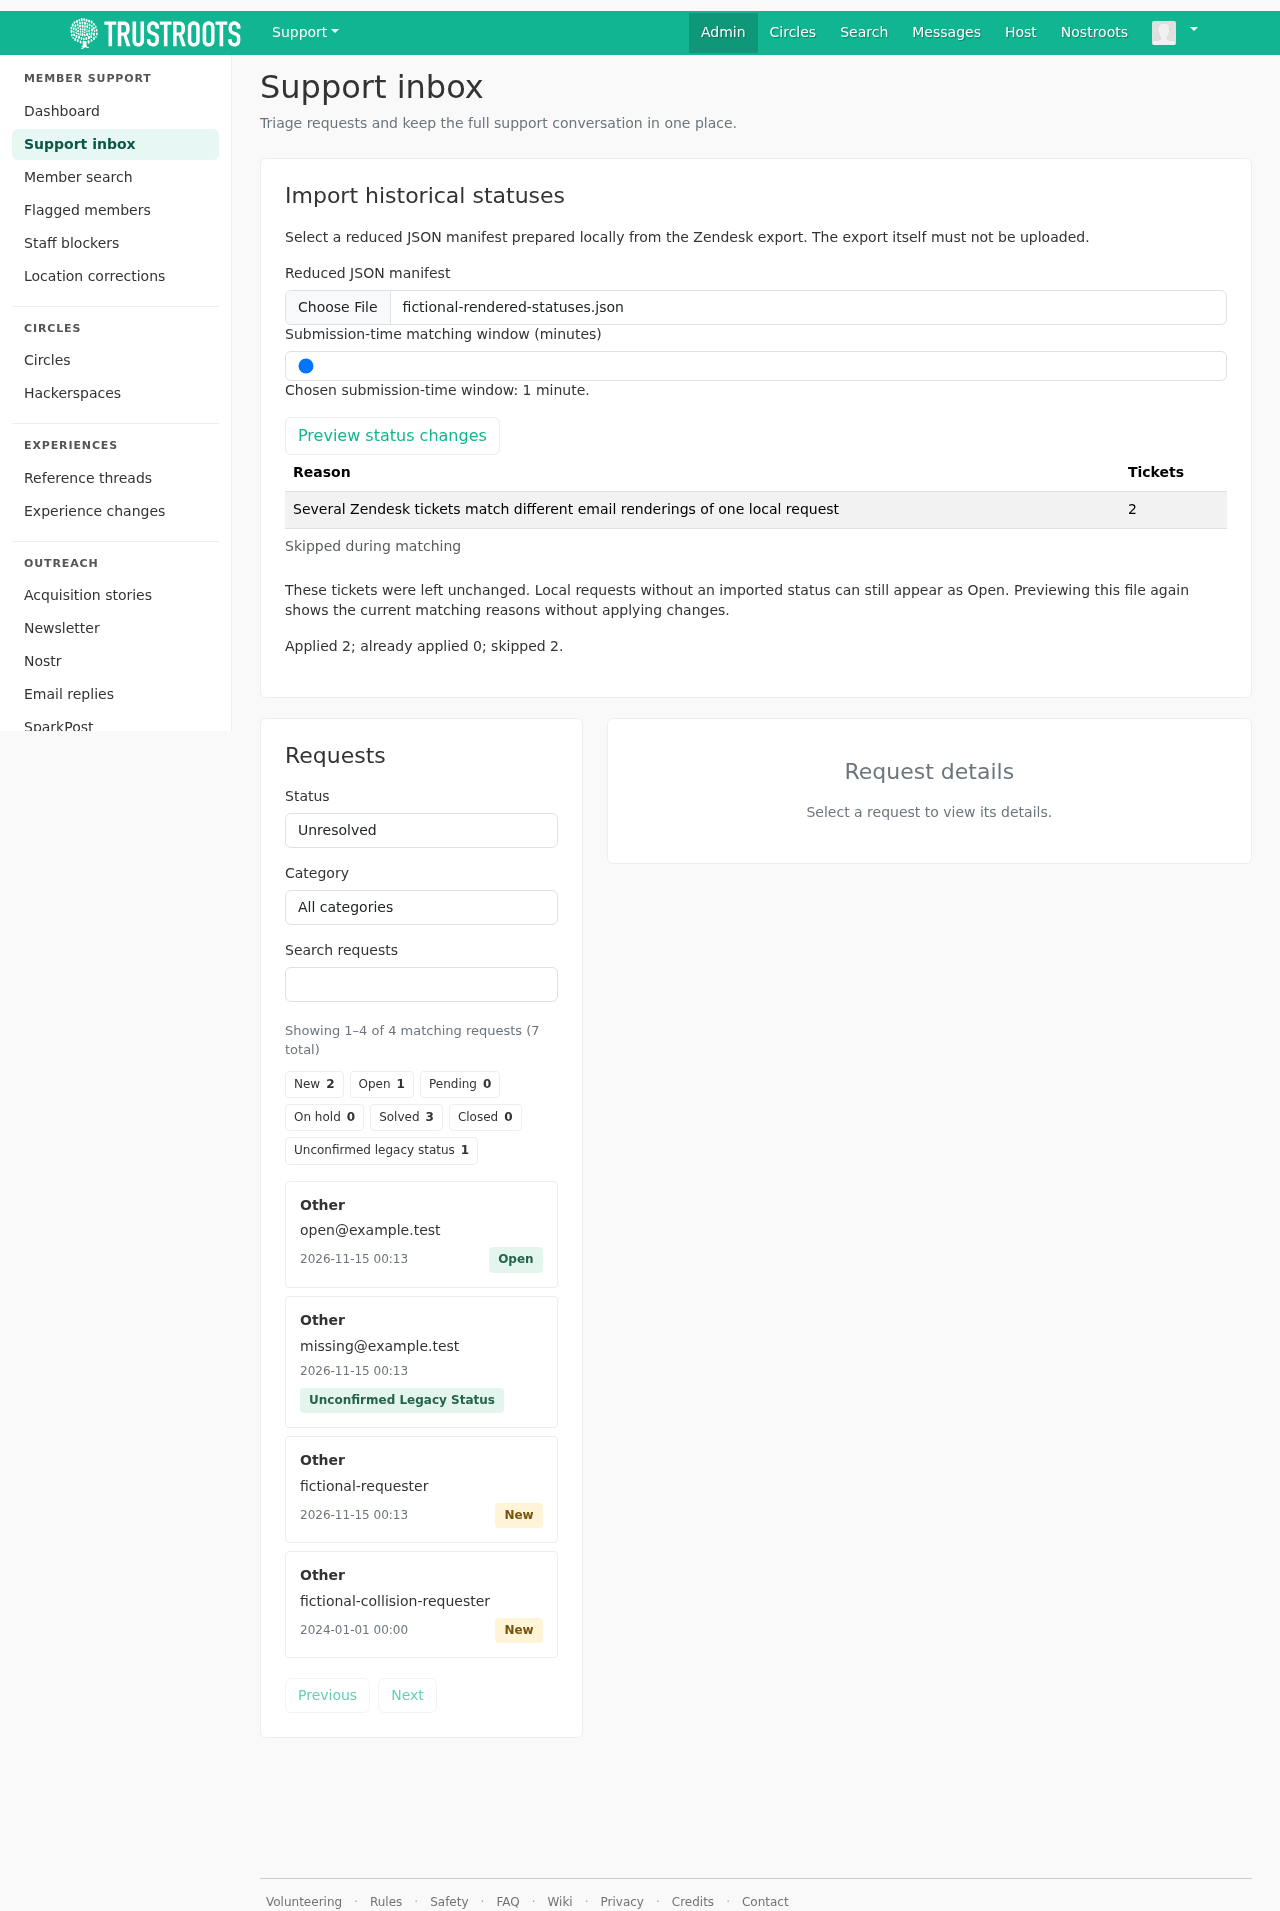 TRUSTROOTS
Support
Admin
Circles
Search
Messages
Host
Nostroots
MEMBER SUPPORT
Dashboard
Support inbox
Member search
Flagged members
Staff blockers
Location corrections
CIRCLES
Circles
Hackerspaces
EXPERIENCES
Reference threads
Experience changes
OUTREACH
Acquisition stories
Newsletter
Nostr
Email replies
SparkPost
Support inbox
Triage requests and keep the full support conversation in one place.
Import historical statuses
Select a reduced JSON manifest prepared locally from the Zendesk export. The export itself must not be uploaded.
Reduced JSON manifest
Choose File fictional-rendered-statuses.json
Submission-time matching window (minutes)
Chosen submission-time window: 1 minute.
Preview status changes
Reason Tickets
Several Zendesk tickets match different email renderings of one local request 2
Skipped during matching
These tickets were left unchanged. Local requests without an imported status can still appear as Open. Previewing this file again
shows the current matching reasons without applying changes.
Applied 2; already applied 0; skipped 2.
Requests
Status
Unresolved
Category
All categories
Search requests
Showing 1–4 of 4 matching requests (7
total)
New 2 Open 1 Pending 0
On hold 0 Solved 3 Closed 0
Unconfirmed legacy status 1
Other
open@example.test
2026-11-15 00:13 Open
Other
missing@example.test
2026-11-15 00:13
Unconfirmed Legacy Status
Other
fictional-requester
2026-11-15 00:13 New
Other
fictional-collision-requester
2024-01-01 00:00 New
Previous Next
Request details
Select a request to view its details.
Volunteering · Rules · Safety · FAQ · Wiki · Privacy · Credits · Contact